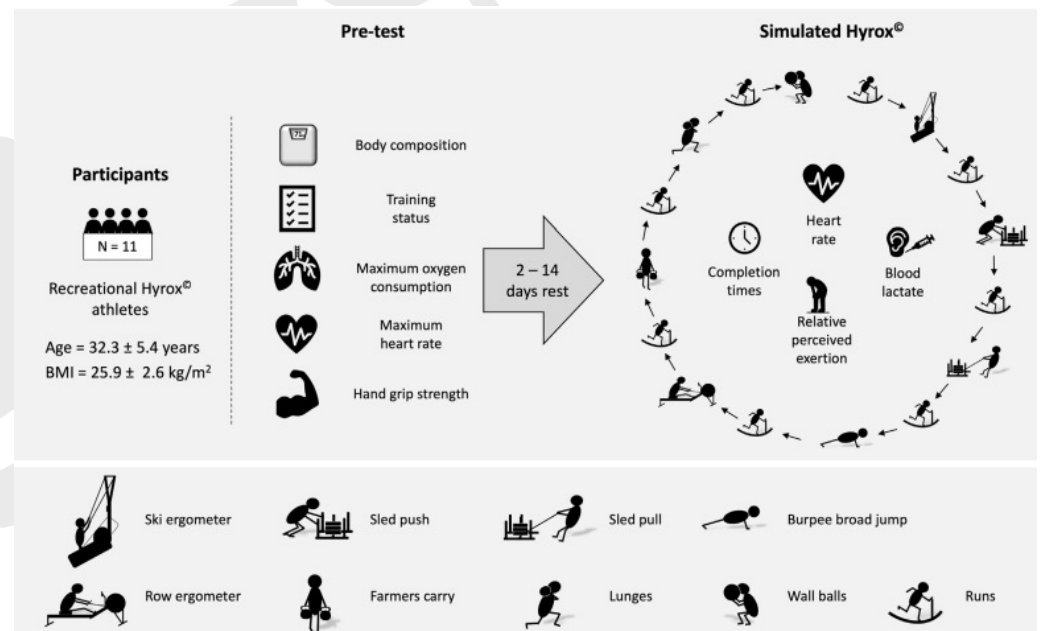 Pre-test
Simulated Hyrox©
Participants
N = 11
Recreational Hyrox©
athletes
Age = 32.3 ± 5.4 years
BMI = 25.9 ± 2.6 kg/m²
Body composition
Training
status
Maximum oxygen
consumption
Maximum
heart rate
Hand grip strength
2 – 14
days rest
Heart
rate
Completion
times
Blood
lactate
Relative
perceived
exertion
Ski ergometer
Sled push
Sled pull
Burpee broad jump
Row ergometer
Farmers carry
Lunges
Wall balls
Runs